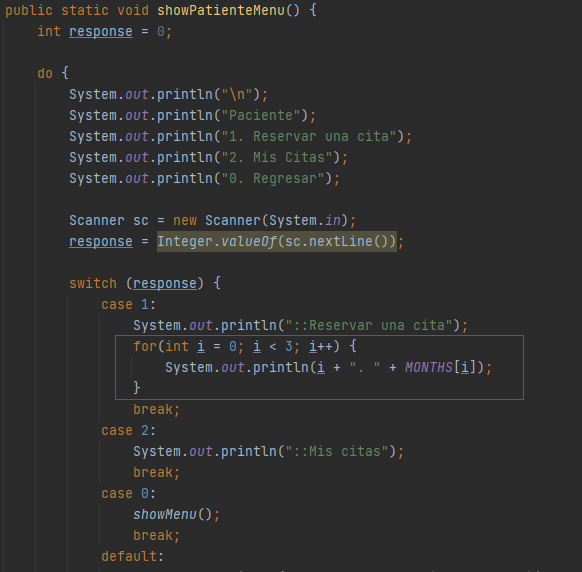 public static void showPatienteMenu() {
    int response = 0;

    do {
        System.out.println("\n");
        System.out.println("Paciente");
        System.out.println("1. Reservar una cita");
        System.out.println("2. Mis Citas");
        System.out.println("0. Regresar");

        Scanner sc = new Scanner(System.in);
        response = Integer.valueOf(sc.nextLine());

        switch (response) {
            case 1:
                System.out.println("::Reservar una cita");
                for(int i = 0; i < 3; i++) {
                    System.out.println(i + ". " + MONTHS[i]);
                }
                break;
            case 2:
                System.out.println("::Mis citas");
                break;
            case 0:
                showMenu();
                break;
            default: